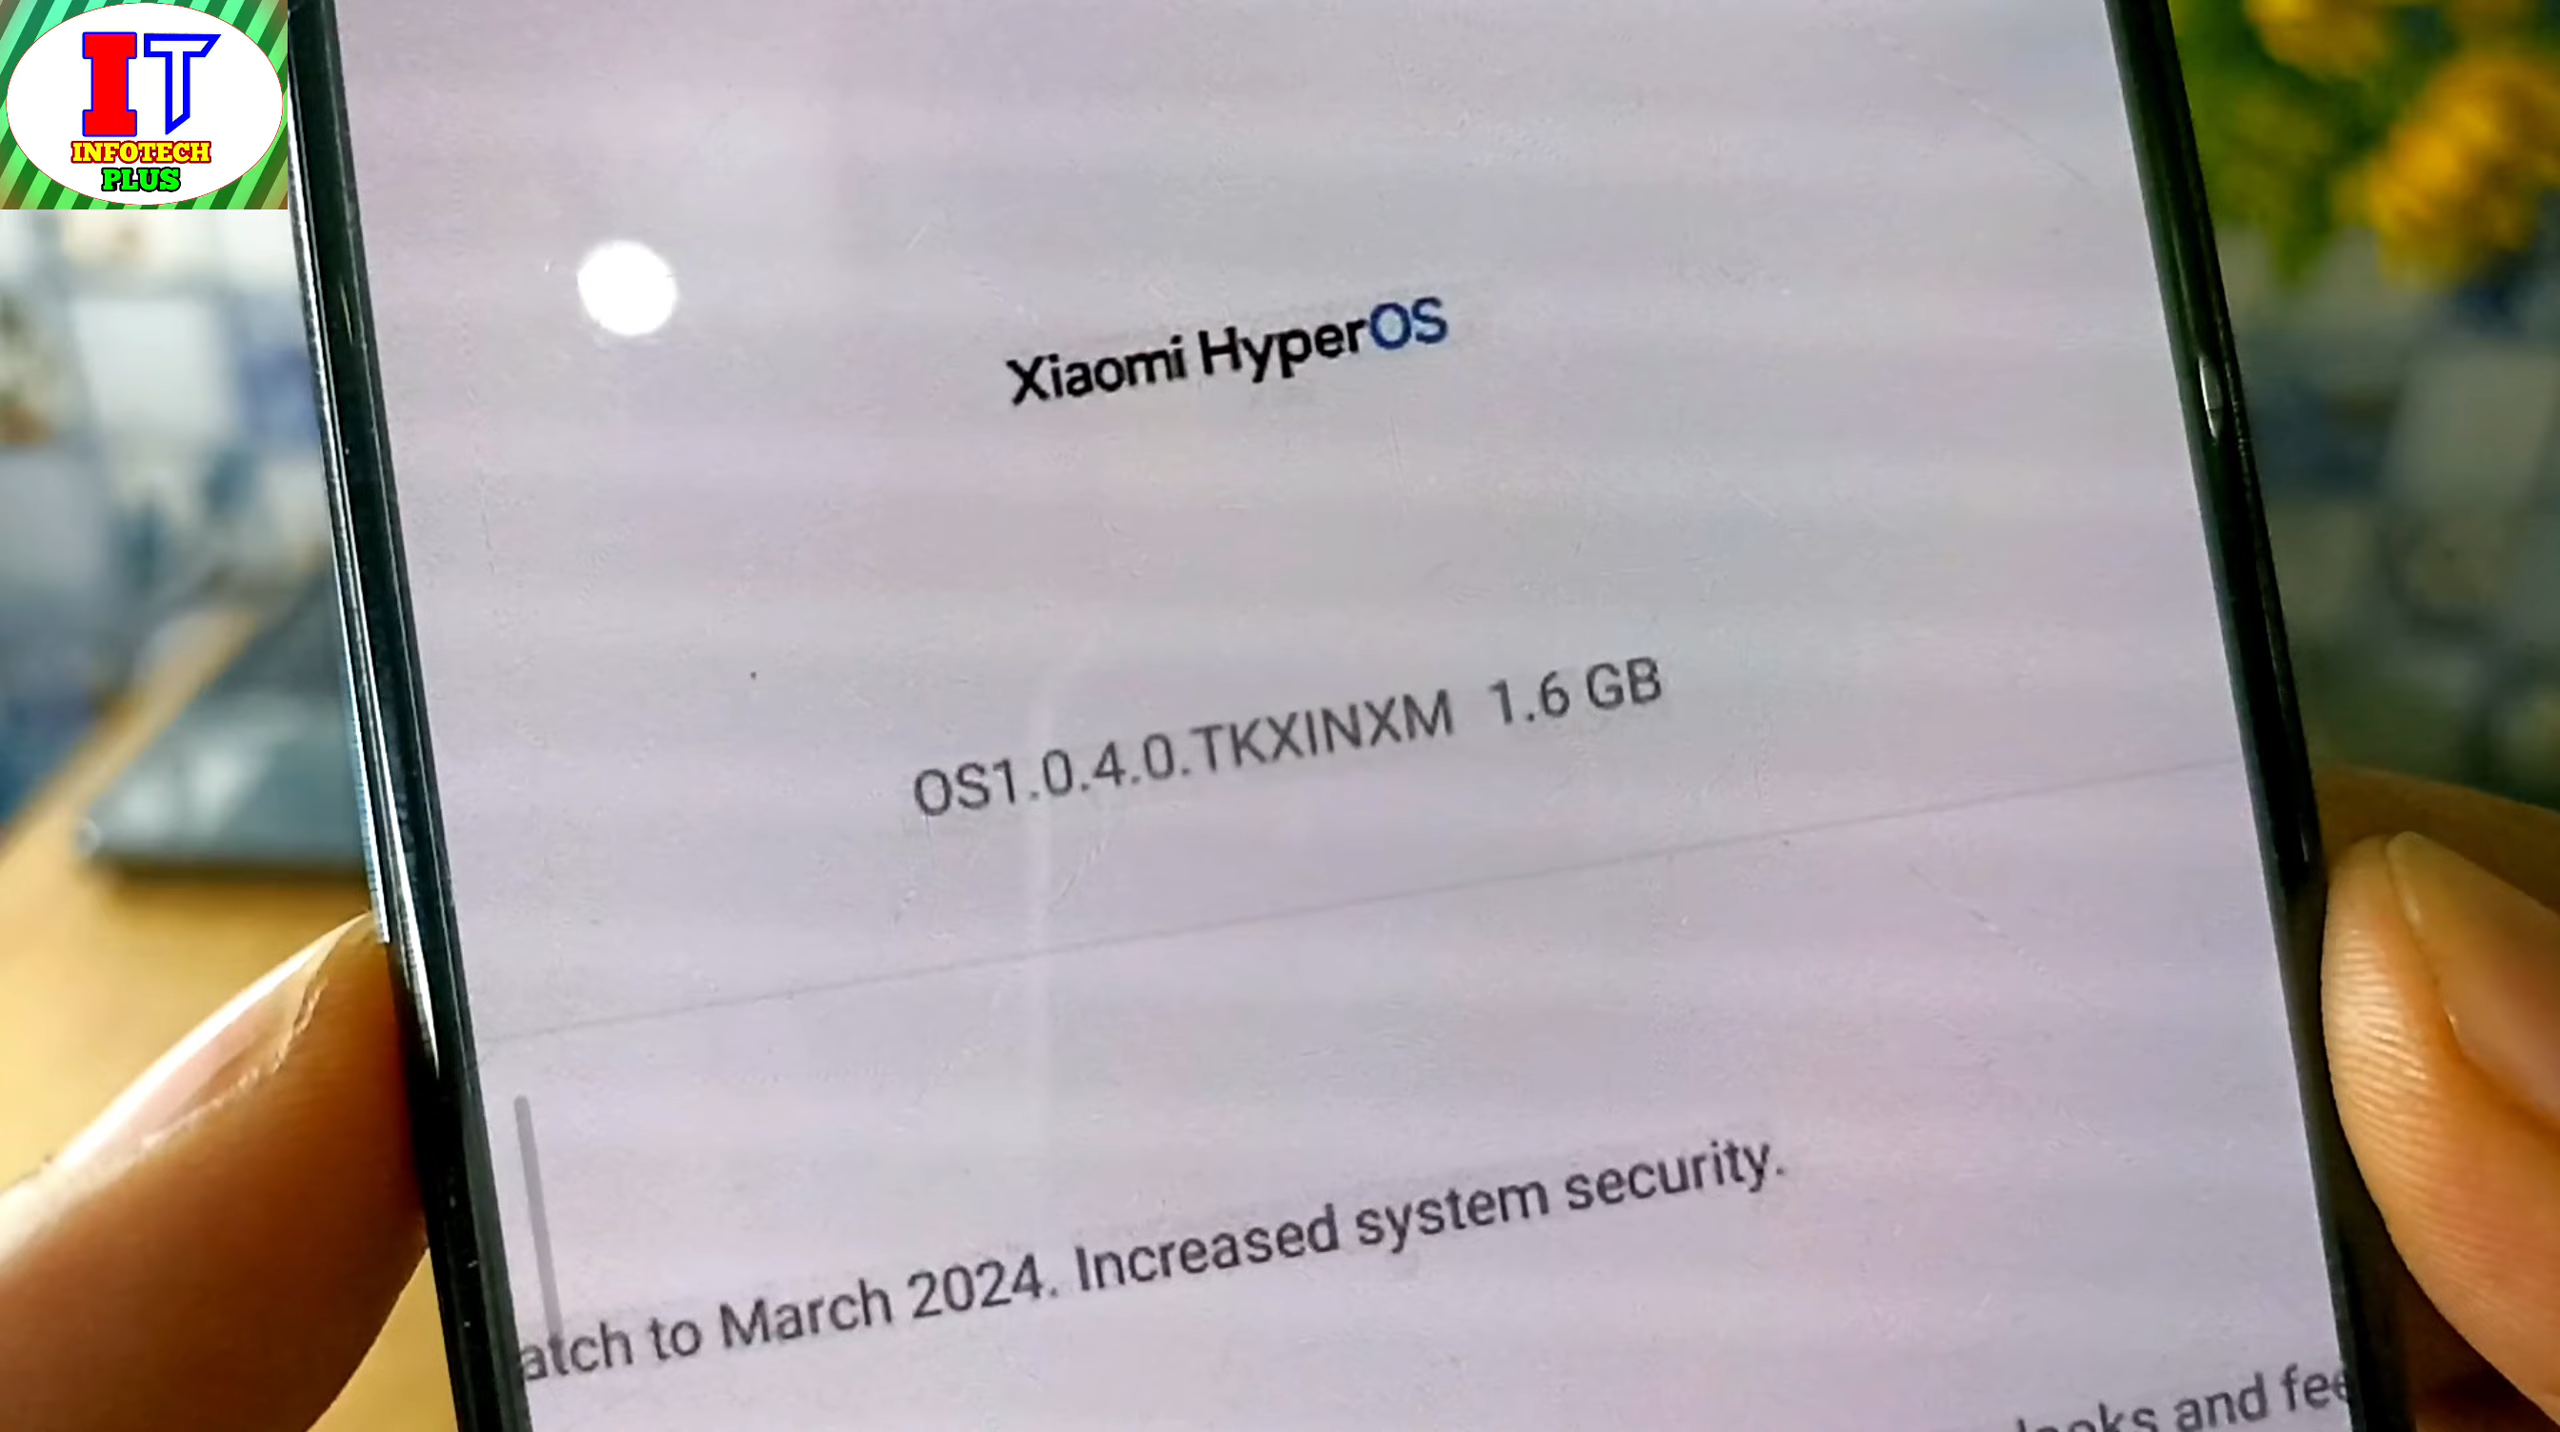 IT
INFOTECH
PLUS
Xiaomi HyperOS
OS1.0.4.0.TKXINXM 1.6 GB
atch to March 2024. Increased system security.
and